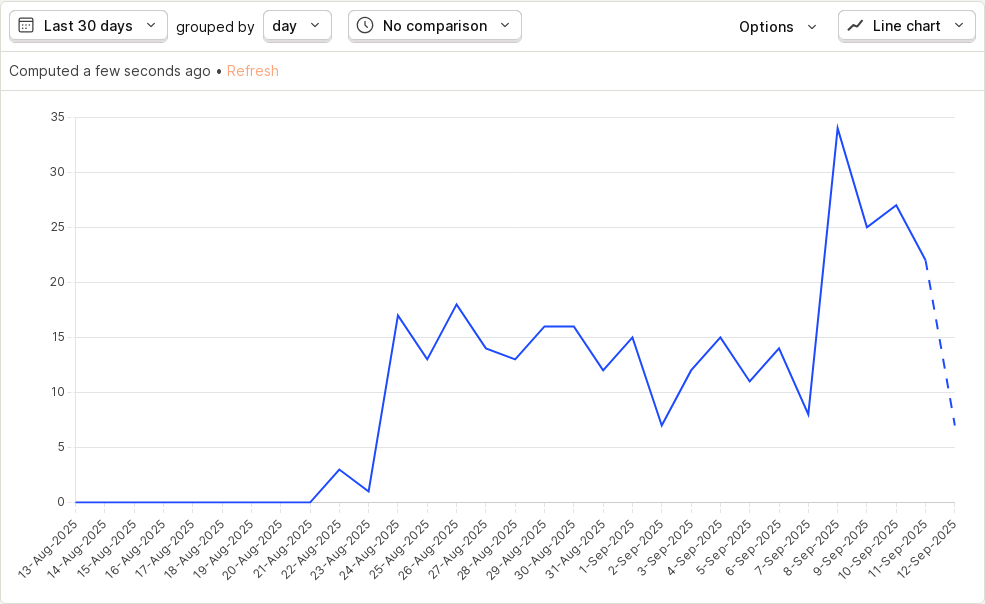 Last 30 days grouped by day No comparison Options Line chart
Computed a few seconds ago • Refresh
35
30
25
20
15
10
5
0
13-Aug-2025
14-Aug-2025
15-Aug-2025
16-Aug-2025
17-Aug-2025
18-Aug-2025
19-Aug-2025
20-Aug-2025
21-Aug-2025
22-Aug-2025
23-Aug-2025
24-Aug-2025
25-Aug-2025
26-Aug-2025
27-Aug-2025
28-Aug-2025
29-Aug-2025
30-Aug-2025
31-Aug-2025
1-Sep-2025
2-Sep-2025
3-Sep-2025
4-Sep-2025
5-Sep-2025
6-Sep-2025
7-Sep-2025
8-Sep-2025
9-Sep-2025
10-Sep-2025
11-Sep-2025
12-Sep-2025